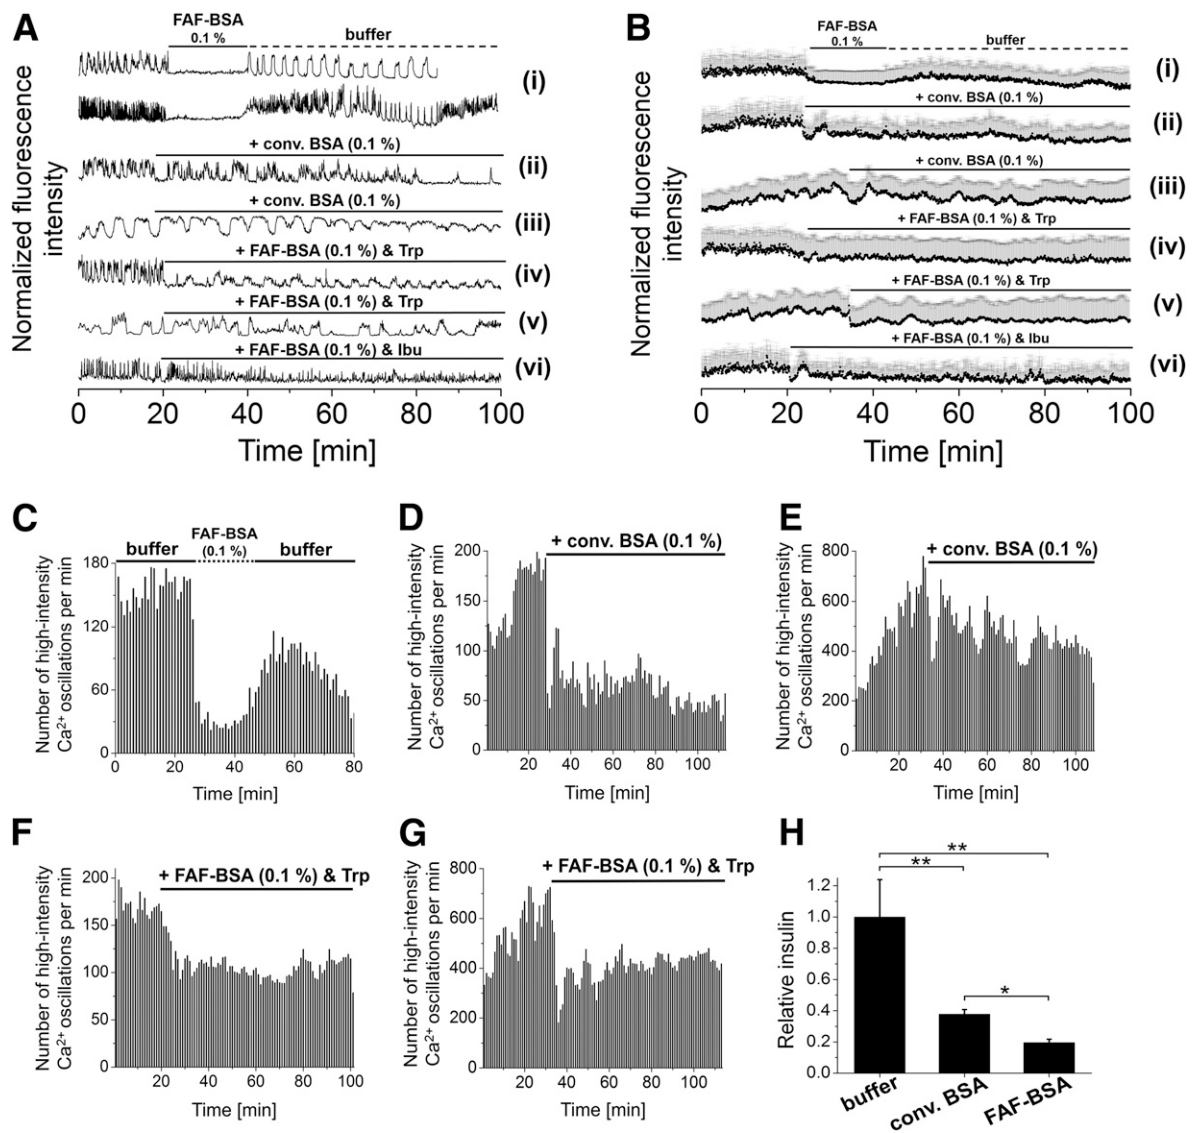 A
FAF-BSA
0.1 %
buffer
(i)
+ conv. BSA (0.1 %)
(ii)
+ conv. BSA (0.1 %)
(iii)
+ FAF-BSA (0.1 %) & Trp
(iv)
+ FAF-BSA (0.1 %) & Trp
(v)
+ FAF-BSA (0.1 %) & Ibu
(vi)
Normalized fluorescence
intensity
0 20 40 60 80 100
Time [min]
B
FAF-BSA
0.1 %
buffer
(i)
+ conv. BSA (0.1 %)
(ii)
+ conv. BSA (0.1 %)
(iii)
+ FAF-BSA (0.1 %) & Trp
(iv)
+ FAF-BSA (0.1 %) & Trp
(v)
+ FAF-BSA (0.1 %) & Ibu
(vi)
Normalized fluorescence
intensity
0 20 40 60 80 100
Time [min]
C
buffer
FAF-BSA
(0.1 %)
buffer
Number of high-intensity
Ca²⁺ oscillations per min
180
120
60
0
0 20 40 60 80
Time [min]
D
+ conv. BSA (0.1 %)
Number of high-intensity
Ca²⁺ oscillations per min
200
150
100
50
0
20 40 60 80 100
Time [min]
E
+ conv. BSA (0.1 %)
Number of high-intensity
Ca²⁺ oscillations per min
800
600
400
200
0
20 40 60 80 100
Time [min]
F
+ FAF-BSA (0.1 %) & Trp
Number of high-intensity
Ca²⁺ oscillations per min
200
150
100
50
0
20 40 60 80 100
Time [min]
G
+ FAF-BSA (0.1 %) & Trp
Number of high-intensity
Ca²⁺ oscillations per min
800
600
400
200
0
20 40 60 80 100
Time [min]
H
**
**
*
Relative insulin
1.2
1.0
0.8
0.6
0.4
0.2
0.0
buffer
conv. BSA
FAF-BSA